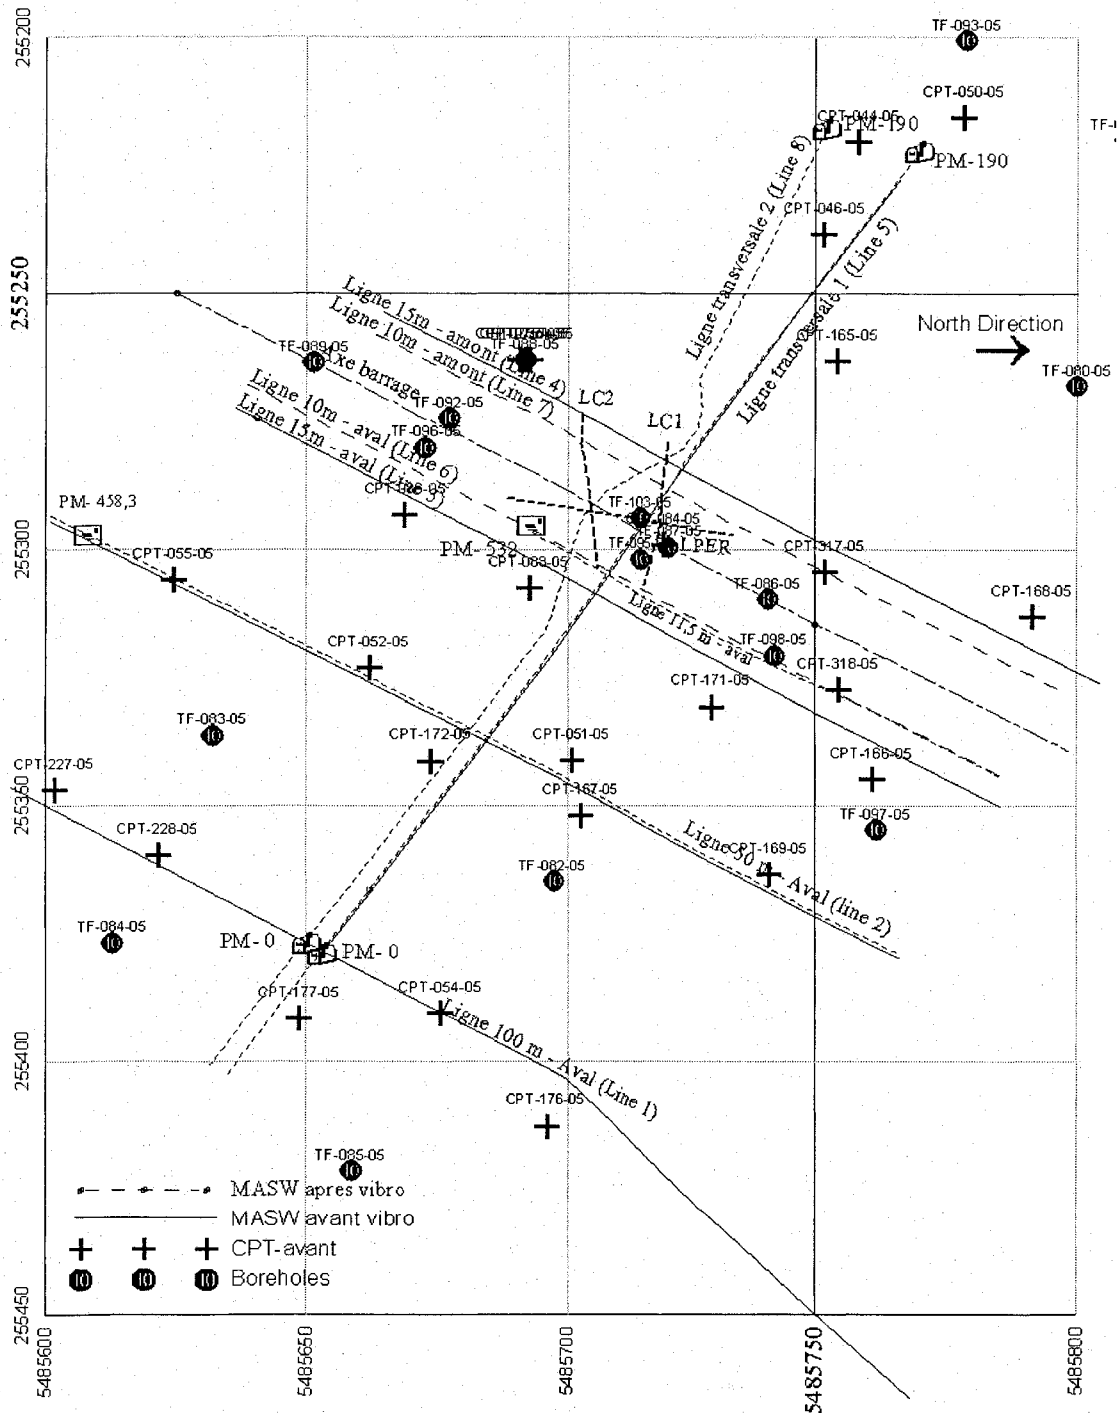 255200
TF-093-05
CPT-050-05
CPT-044-05
PM-190
PM-190
CPT-046-05
Ligne transversale 2 (Line 8)
Ligne transversale 1 (Line 5)
255250
Ligne 15m - amont (Line 4)
Ligne 10m - amont (Line 7)
CPT-165-05
North Direction
TF-088-05
TF-089-05
Axe barrage
TF-080-05
Ligne 10m - aval (Line 6)
Ligne 15m - aval (Line 3)
TF-092-05
LC2
LC1
TF-096-05
PM- 458,3
TF-103-05
PM- 532
LPER
255300
CPT-055-05
CPT-088-05
CPT-317-05
TF-086-05
CPT-168-05
Ligne 11,5 m - aval
CPT-052-05
TF-098-05
CPT-318-05
CPT-171-05
TF-083-05
CPT-172-05
CPT-051-05
CPT-166-05
CPT-227-05
CPT-167-05
255350
TF-097-05
CPT-228-05
CPT-169-05
Ligne 50 m - Aval (line 2)
TF-082-05
TF-084-05
PM- 0
PM- 0
CPT-177-05
CPT-054-05
Ligne 100 m - Aval (Line 1)
255400
CPT-176-05
TF-085-05
MASW apres vibro
MASW avant vibro
CPT-avant
Boreholes
255450
5485600
5485650
5485700
5485750
5485800